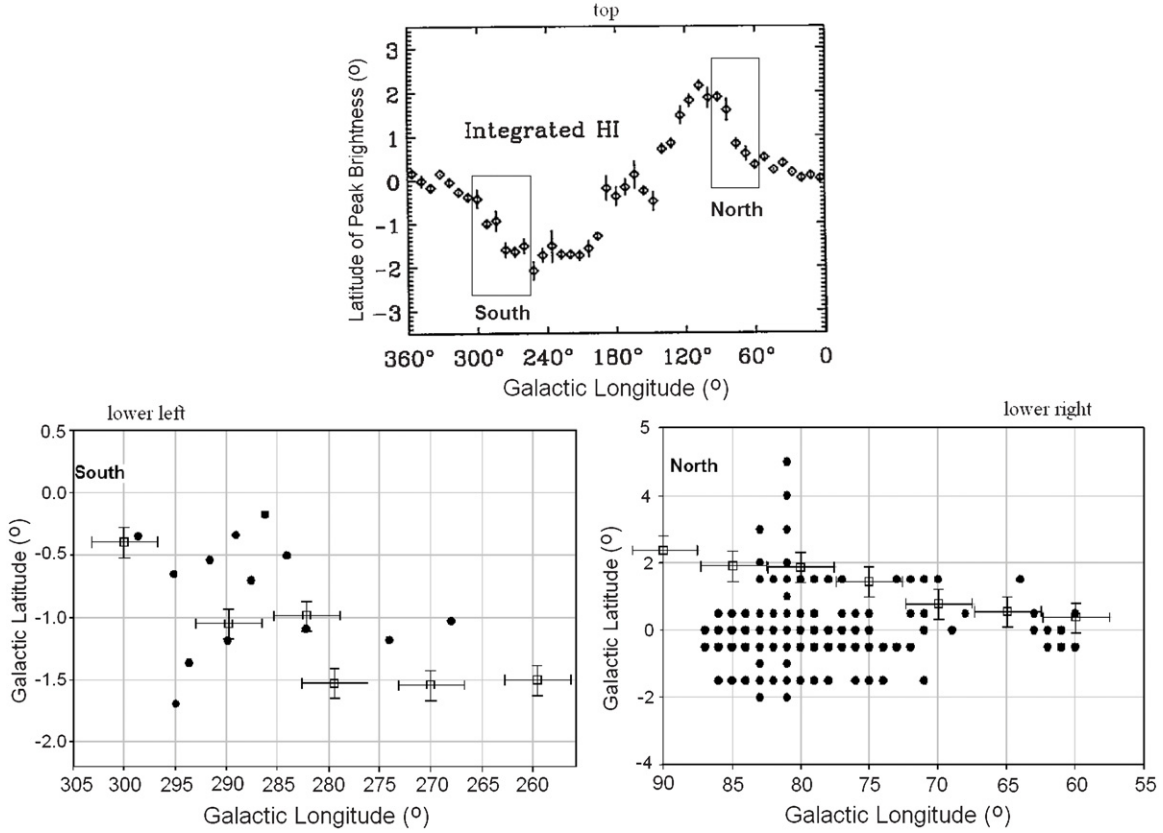 top
Latitude of Peak Brightness (º)
3
2
1
0
-1
-2
-3
Integrated HI
North
South
360° 300° 240° 180° 120° 60° 0
Galactic Longitude (º)
lower left
Galactic Latitude (º)
0.5
0.0
-0.5
-1.0
-1.5
-2.0
South
305 300 295 290 285 280 275 270 265 260
Galactic Longitude (º)
lower right
Galactic Latitude (º)
5
4
2
0
-2
-4
North
90 85 80 75 70 65 60 55
Galactic Longitude (º)